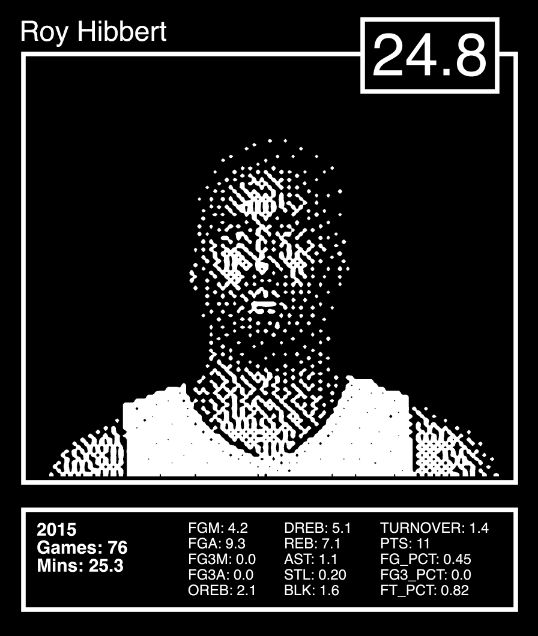 Roy Hibbert
24.8
2015
Games: 76
Mins: 25.3
FGM: 4.2
FGA: 9.3
FG3M: 0.0
FG3A: 0.0
OREB: 2.1
DREB: 5.1
REB: 7.1
AST: 1.1
STL: 0.20
BLK: 1.6
TURNOVER: 1.4
PTS: 11
FG_PCT: 0.45
FG3_PCT: 0.0
FT_PCT: 0.82